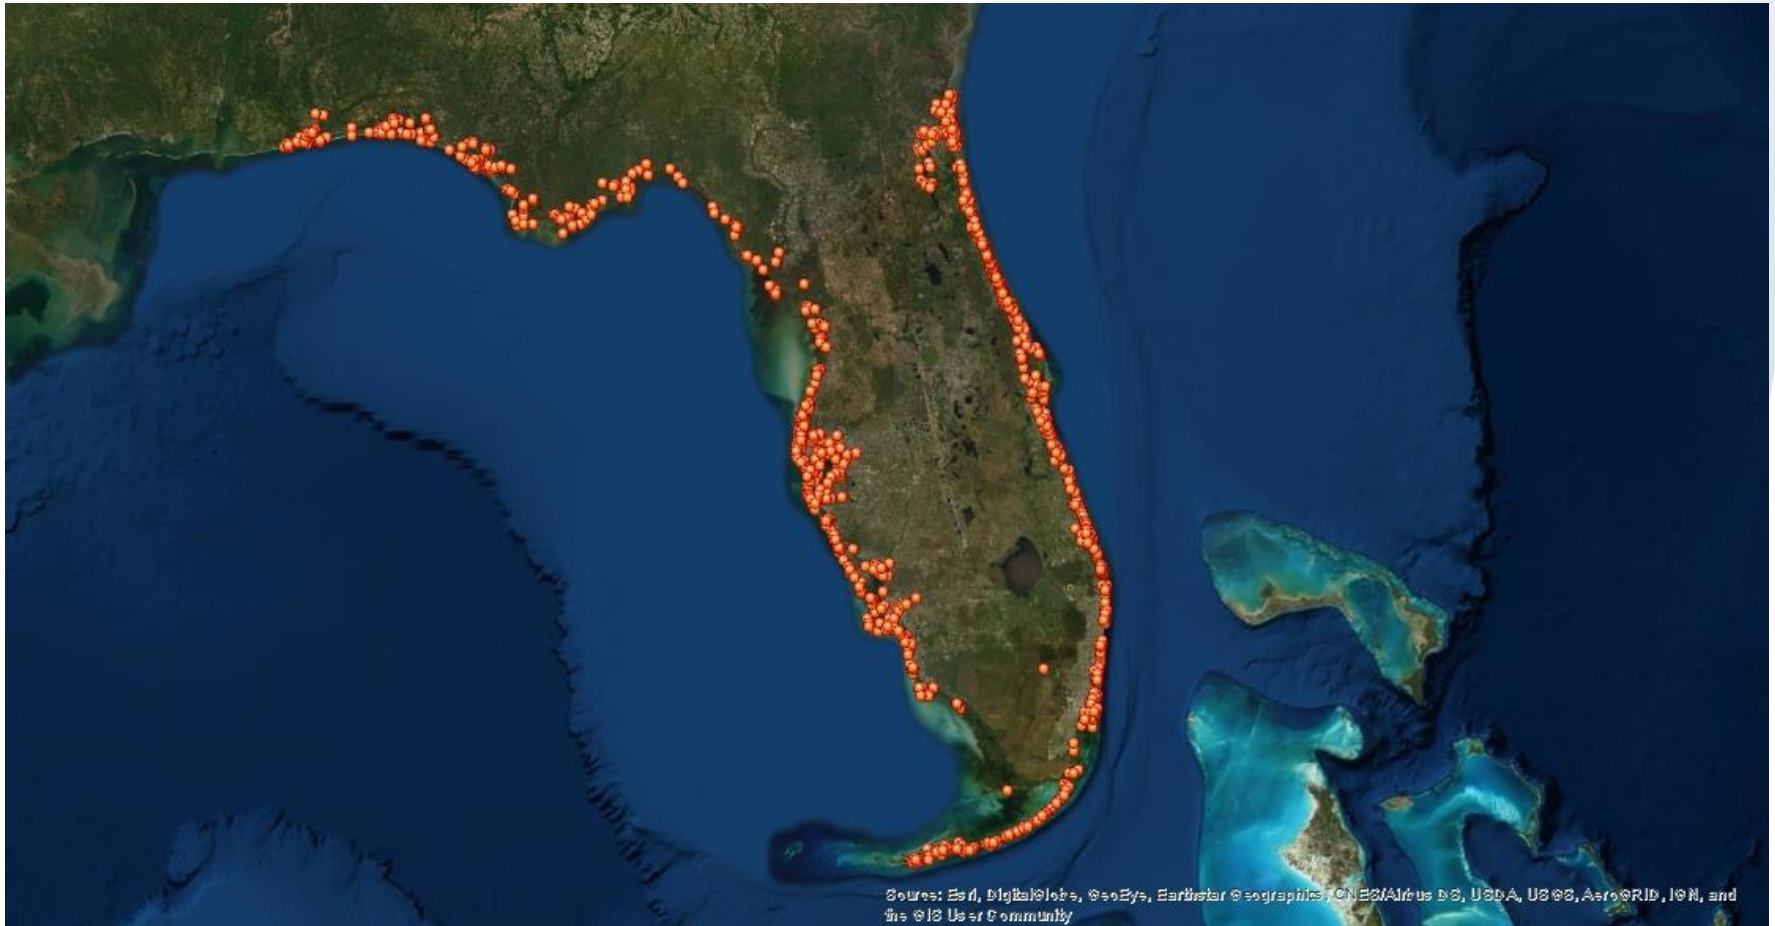 Source: Esri, DigitalGlobe, GeoEye, Earthstar Geographics, CNES/Airbus DS, USDA, USGS, AeroGRID, IGN, and
the GIS User Community